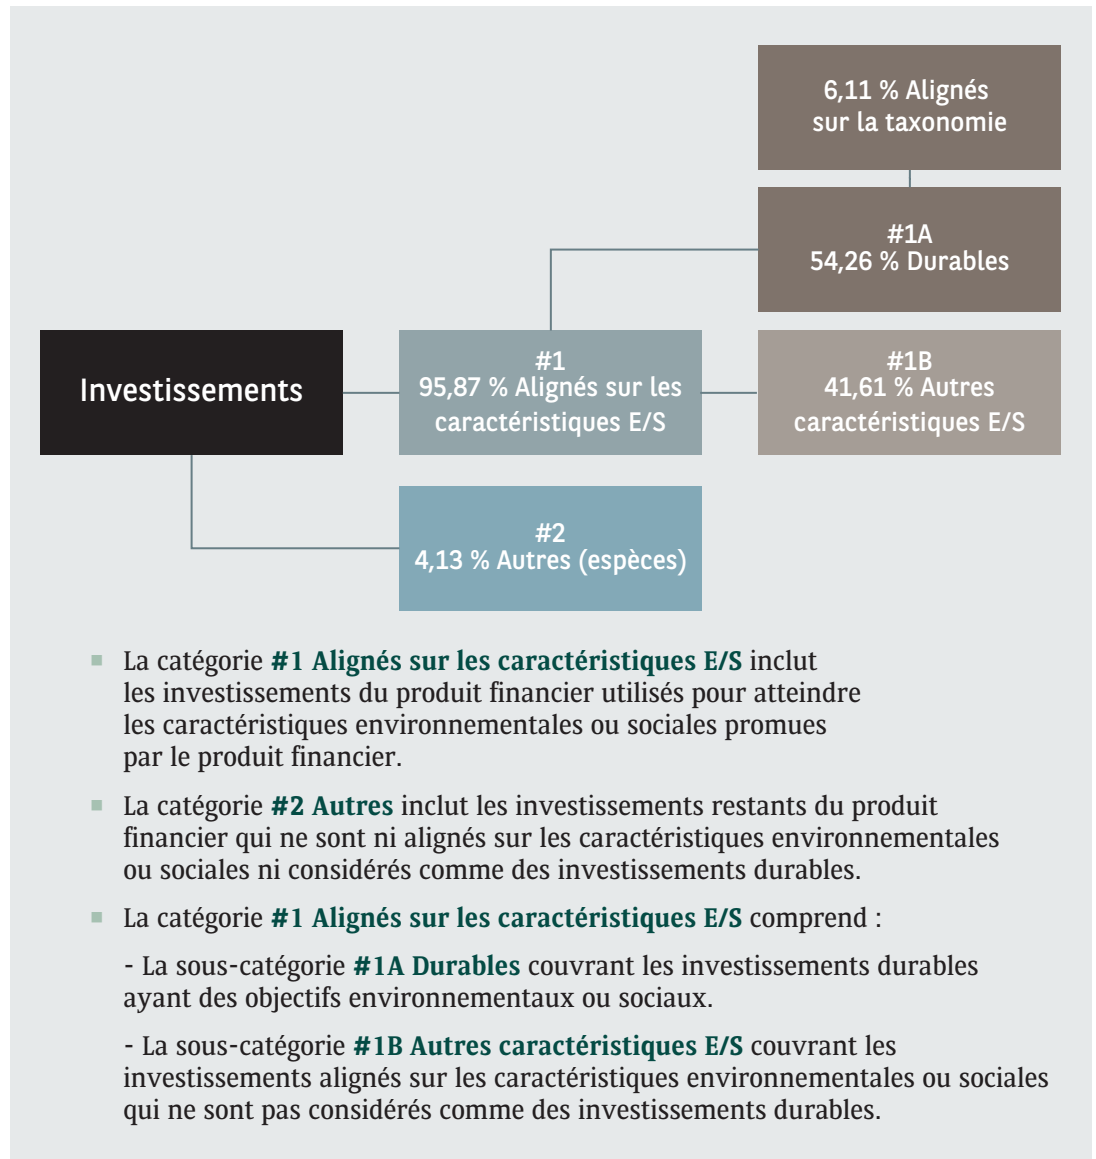 6,11 % Alignés
sur la taxonomie
#1A
54,26 % Durables
Investissements
#1
95,87 % Alignés sur les
caractéristiques E/S
#1B
41,61 % Autres
caractéristiques E/S
#2
4,13 % Autres (espèces)
La catégorie #1 Alignés sur les caractéristiques E/S inclut
les investissements du produit financier utilisés pour atteindre
les caractéristiques environnementales ou sociales promues
par le produit financier.
La catégorie #2 Autres inclut les investissements restants du produit
financier qui ne sont ni alignés sur les caractéristiques environnementales
ou sociales ni considérés comme des investissements durables.
La catégorie #1 Alignés sur les caractéristiques E/S comprend :
- La sous-catégorie #1A Durables couvrant les investissements durables
ayant des objectifs environnementaux ou sociaux.
- La sous-catégorie #1B Autres caractéristiques E/S couvrant les
investissements alignés sur les caractéristiques environnementales ou sociales
qui ne sont pas considérés comme des investissements durables.